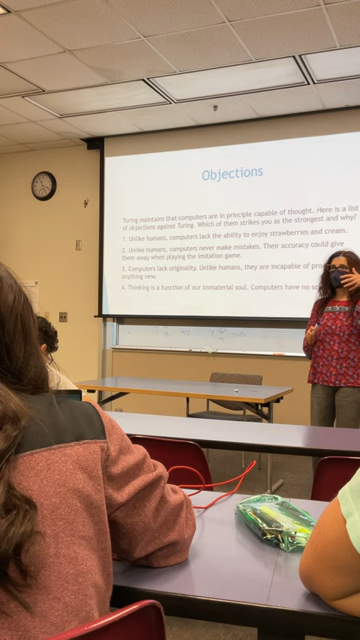 Objections
Turing maintains that computers are in principle capable of thought. Here is a list
of objections against Turing. Which of them strikes you as the strongest and why?
1. Unlike humans, computers lack the ability to enjoy strawberries and cream.
2. Unlike humans, computers never make mistakes. Their accuracy could give
them away when playing the imitation game.
3. Computers lack originality. Unlike humans, they are incapable of
anything new.
4. Thinking is a function of our immaterial soul. Computers have no